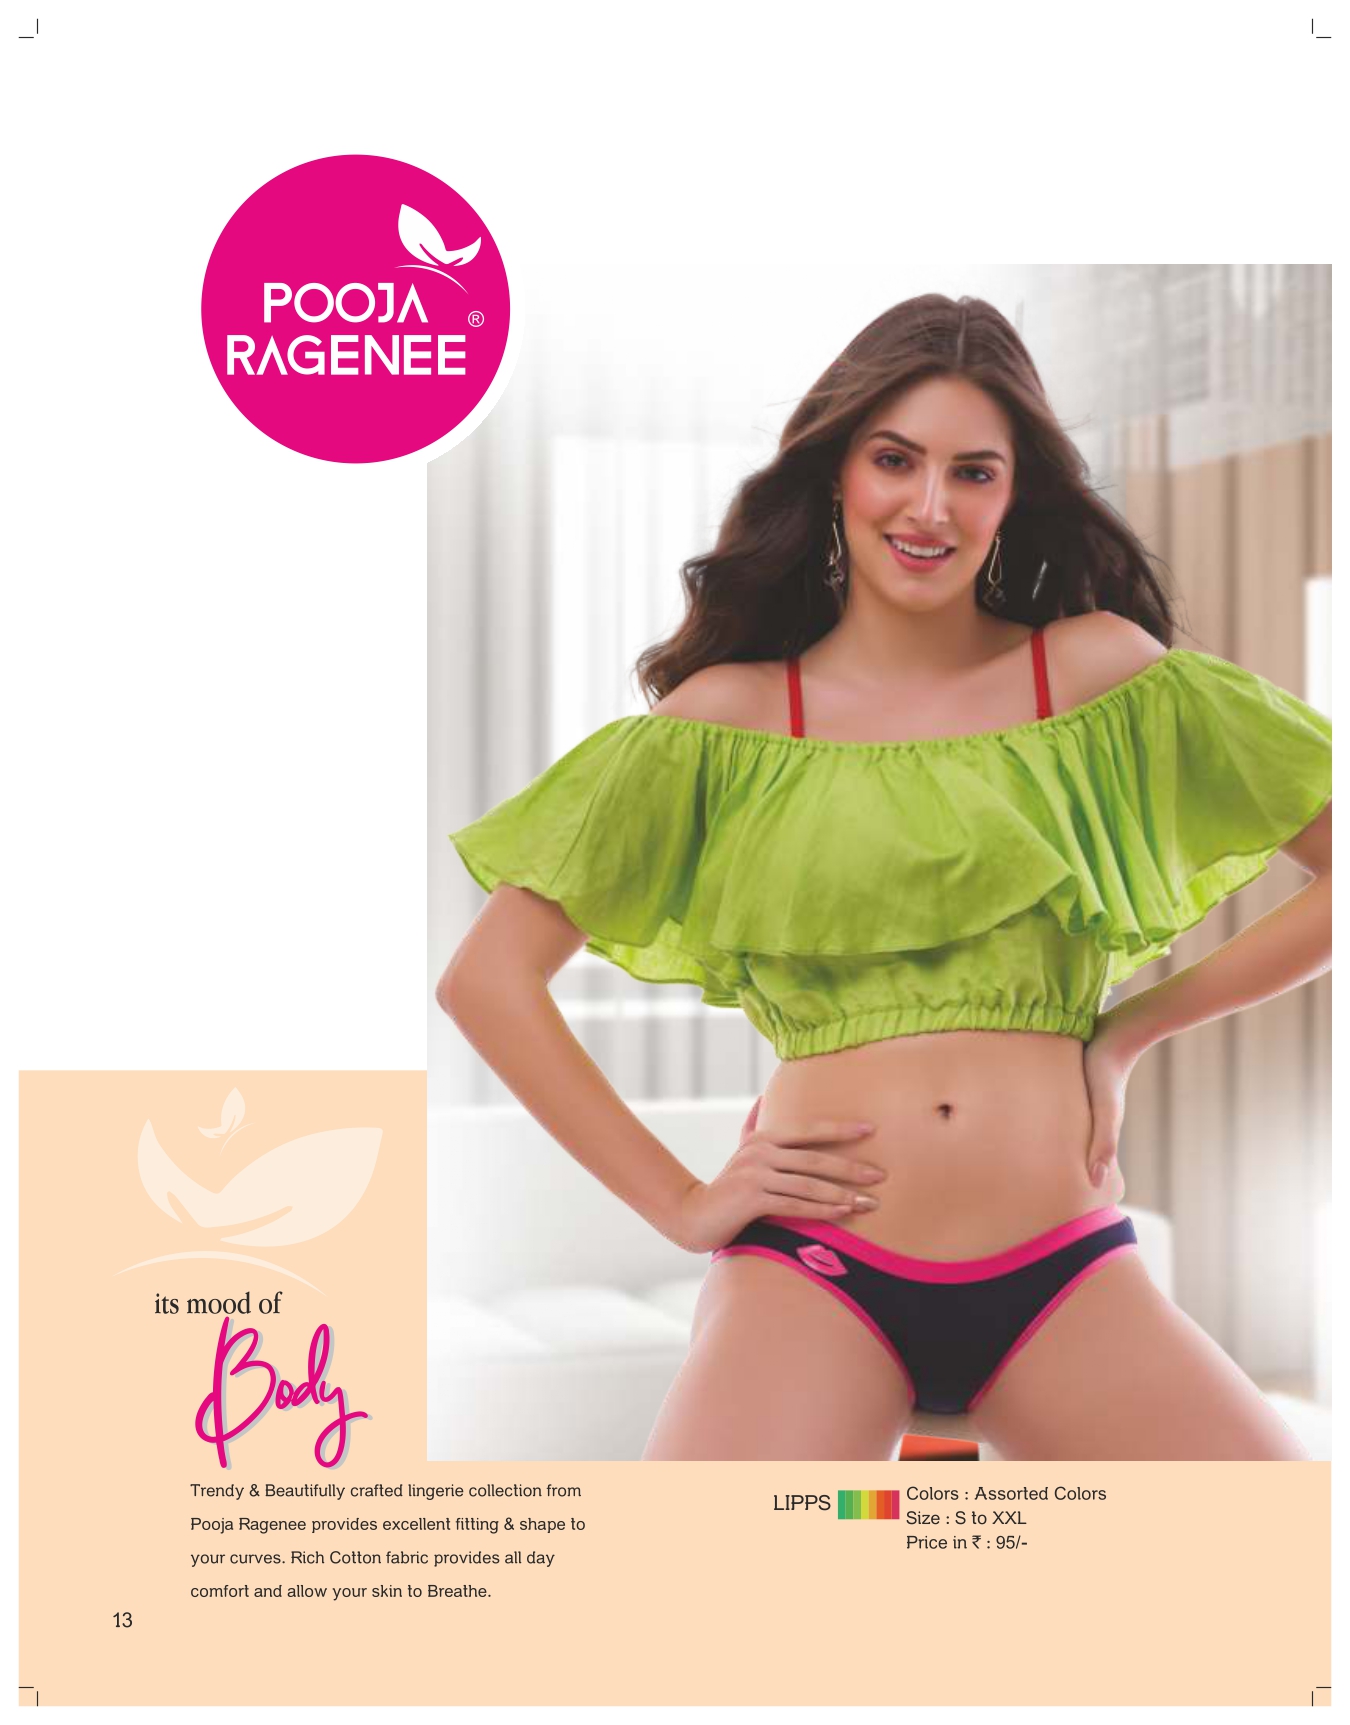 POOJA
RAGENEE ®
its mood of
Body
Trendy & Beautifully crafted lingerie collection from
Pooja Ragenee provides excellent fitting & shape to
your curves. Rich Cotton fabric provides all day
comfort and allow your skin to Breathe.
LIPPS
Colors : Assorted Colors
Size : S to XXL
Price in ₹ : 95/-
13